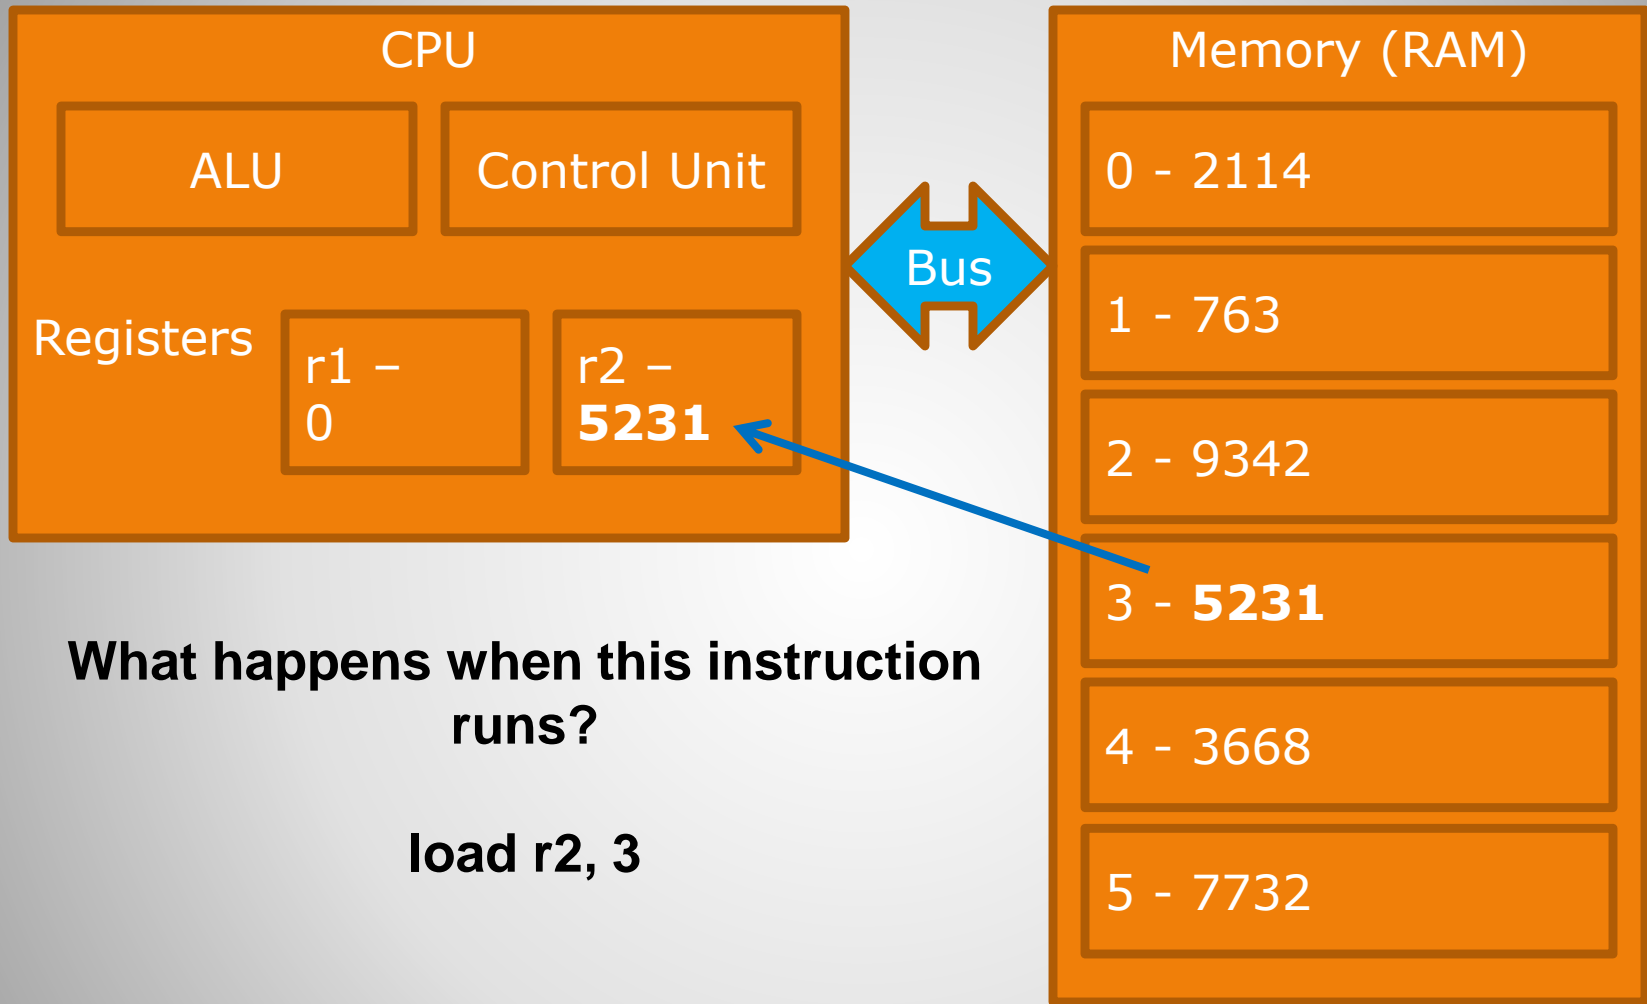 CPU
ALU
Control Unit
Registers
r1 –
0
r2 –
5231
Bus
Memory (RAM)
0 - 2114
1 - 763
2 - 9342
3 - 5231
4 - 3668
5 - 7732
What happens when this instruction
runs?
load r2, 3